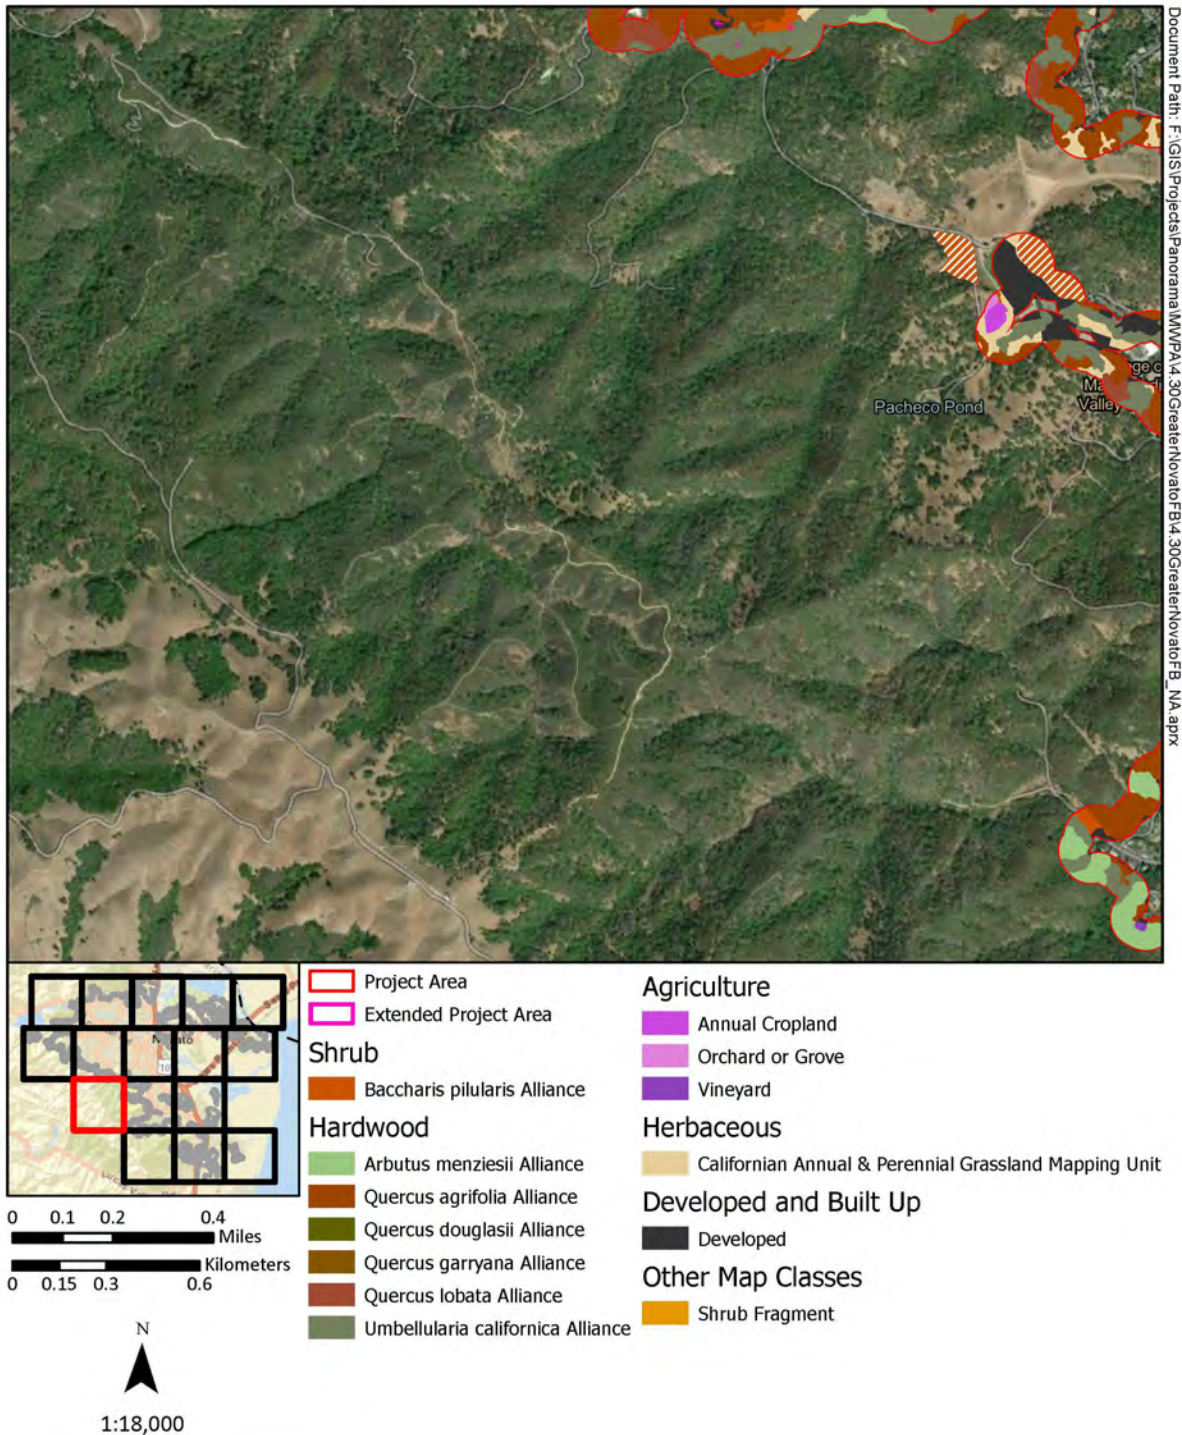 Document Path: F:\GIS\Projects\Panorama\MWPA\4.30GreaterNovatoFB\4.30GreaterNovatoFB_NA.aprx
Pacheco Pond
Valley
Project Area
Extended Project Area
Shrub
Baccharis pilularis Alliance
Hardwood
Arbutus menziesii Alliance
Quercus agrifolia Alliance
Quercus douglasii Alliance
Quercus garryana Alliance
Quercus lobata Alliance
Umbellularia californica Alliance
Agriculture
Annual Cropland
Orchard or Grove
Vineyard
Herbaceous
Californian Annual & Perennial Grassland Mapping Unit
Developed and Built Up
Developed
Other Map Classes
Shrub Fragment
0 0.1 0.2 0.4
Miles
Kilometers
0 0.15 0.3 0.6
N
1:18,000